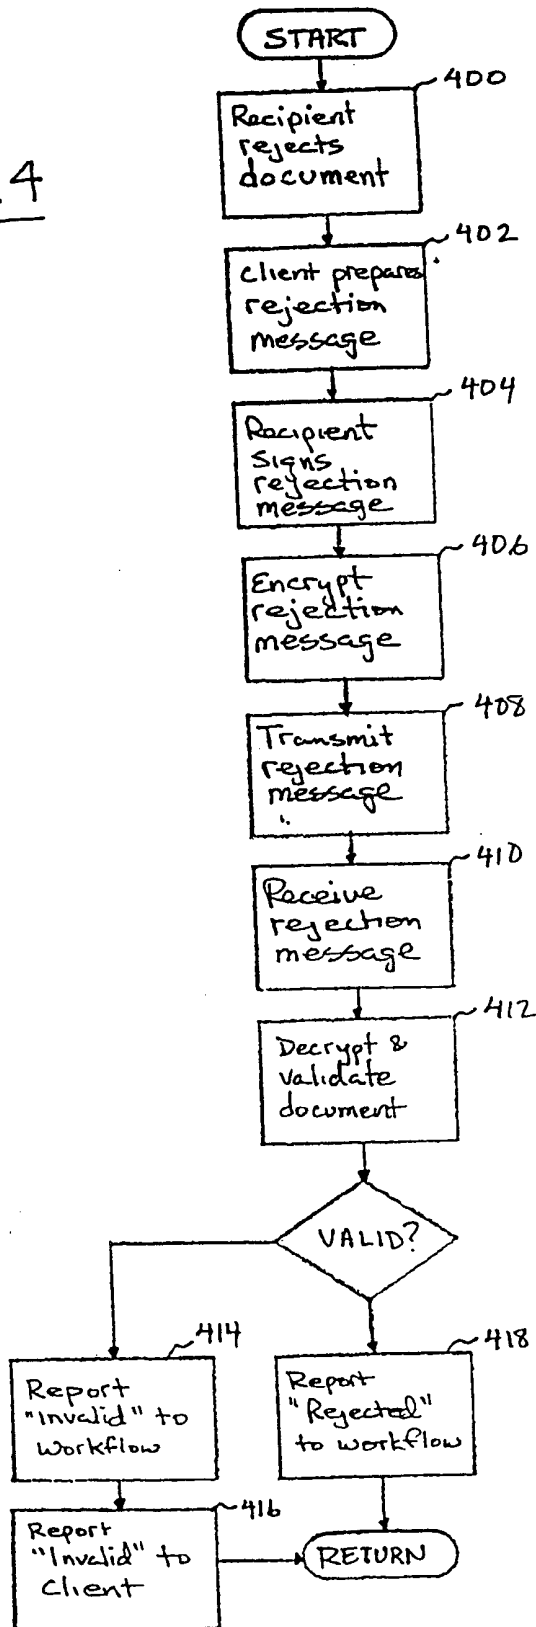 .4
START
400
Recipient
rejects
document
402
client prepares
rejection
message
404
Recipient
signs
rejection
message
406
Encrypt
rejection
message
408
Transmit
rejection
message
410
Receive
rejection
message
412
Decrypt &
validate
document
VALID?
414
Report
"Invalid" to
workflow
418
Report
"Rejected"
to workflow
416
Report
"Invalid" to
Client
RETURN